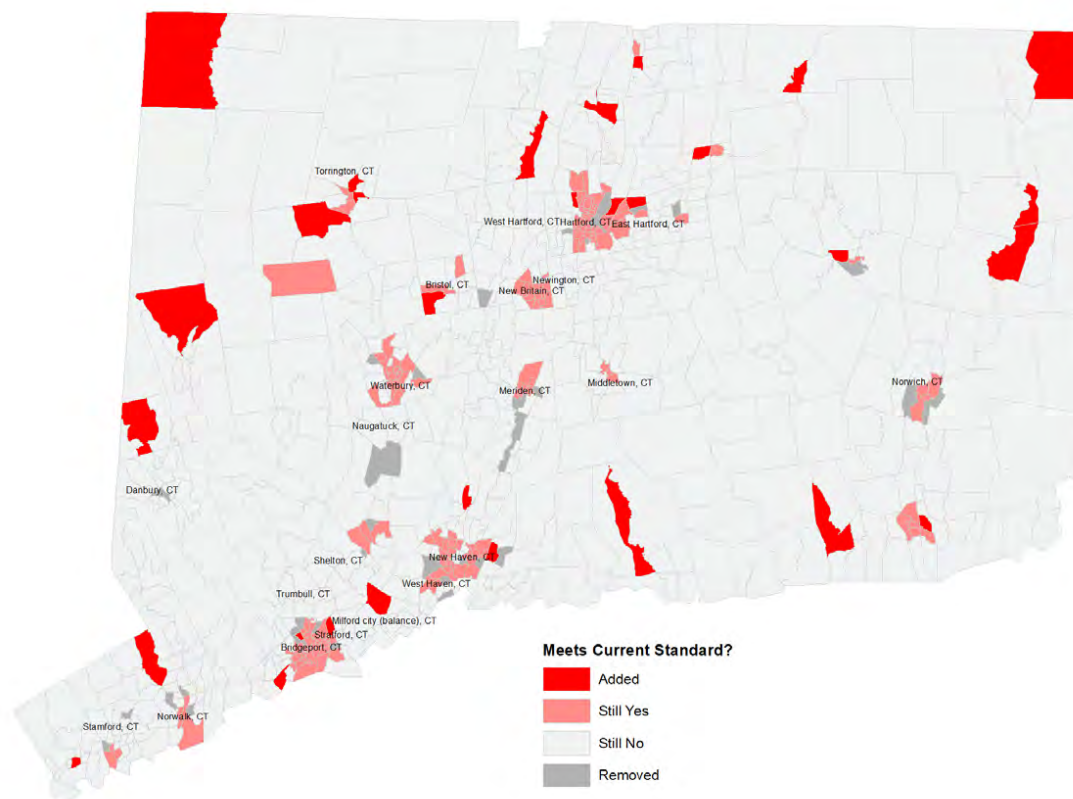 Torrington, CT
West Hartford, CT
Hartford, CT
East Hartford, CT
Bristol, CT
Newington, CT
New Britain, CT
Waterbury, CT
Meriden, CT
Middletown, CT
Norwich, CT
Naugatuck, CT
Danbury, CT
Shelton, CT
New Haven, CT
West Haven, CT
Trumbull, CT
Milford city (balance), CT
Stratford, CT
Bridgeport, CT
Norwalk, CT
Stamford, CT
Meets Current Standard?
Added
Still Yes
Still No
Removed